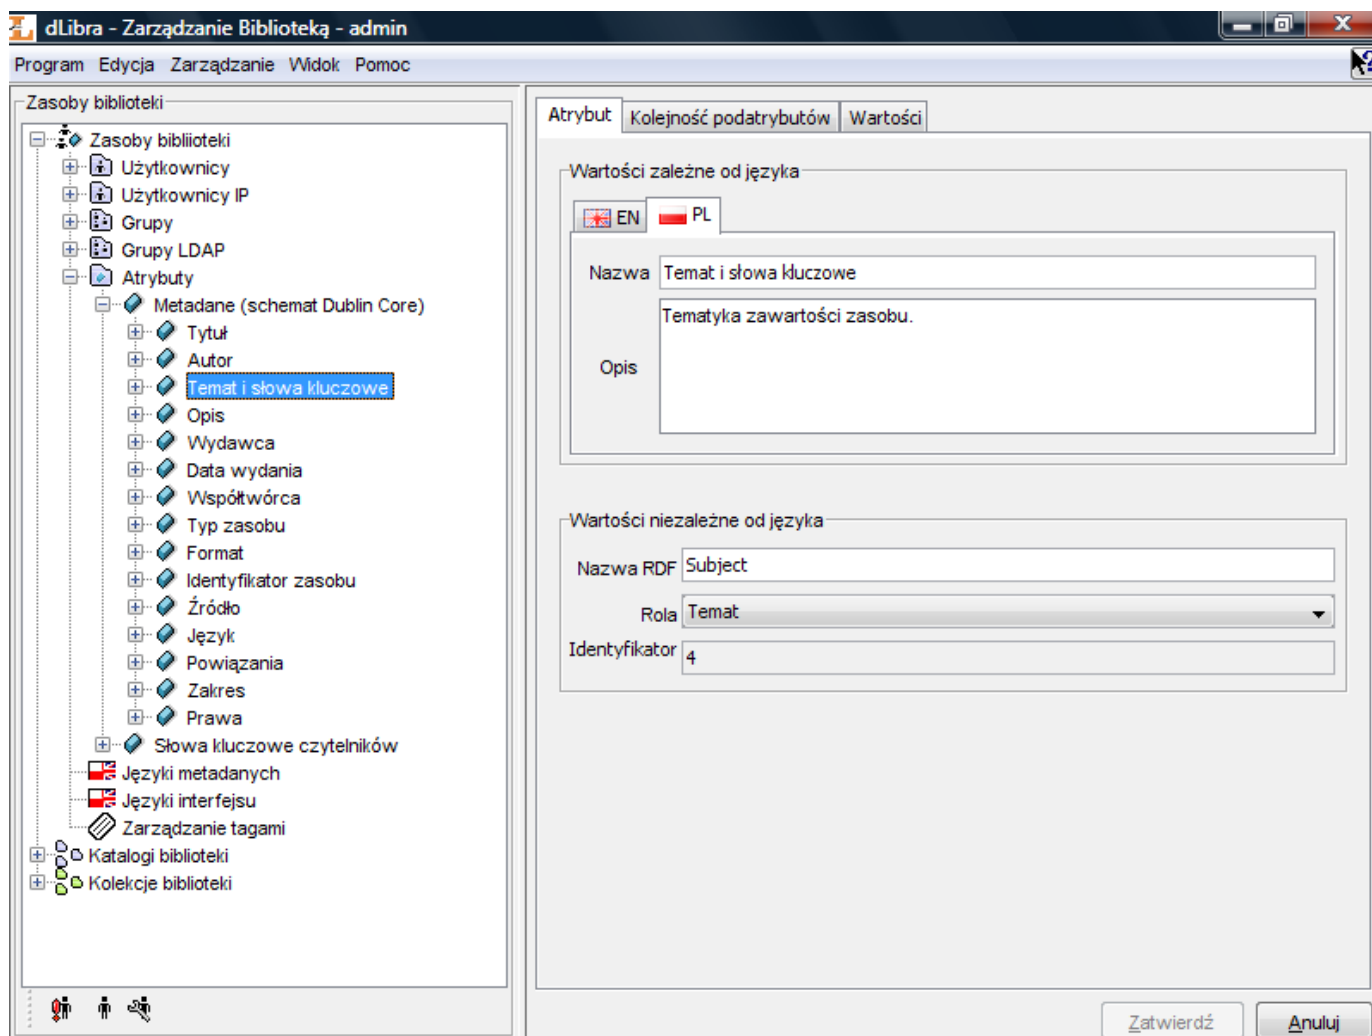 dLibra - Zarządzanie Biblioteką - admin
Program Edycja Zarządzanie Widok Pomoc
Zasoby biblioteki
Zasoby bibliioteki
Użytkownicy
Użytkownicy IP
Grupy
Grupy LDAP
Atrybuty
Metadane (schemat Dublin Core)
Tytuł
Autor
Temat i słowa kluczowe
Opis
Wydawca
Data wydania
Współtwórca
Typ zasobu
Format
Identyfikator zasobu
Źródło
Język
Powiązania
Zakres
Prawa
Słowa kluczowe czytelników
Języki metadanych
Języki interfejsu
Zarządzanie tagami
Katalogi biblioteki
Kolekcje biblioteki
Atrybut Kolejność podatrybutów Wartości
Wartości zależne od języka
EN PL
Nazwa Temat i słowa kluczowe
Opis Tematyka zawartości zasobu.
Wartości niezależne od języka
Nazwa RDF Subject
Rola Temat
Identyfikator 4
Zatwierdź Anuluj